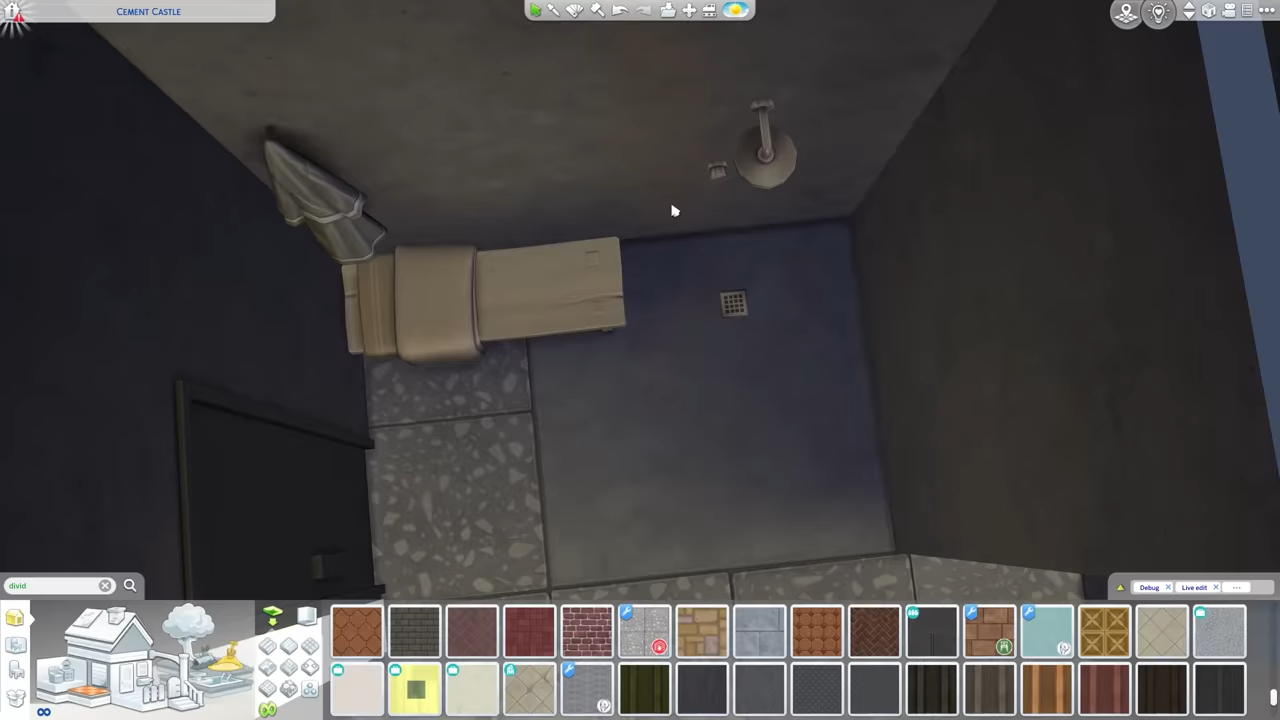 CEMENT CASTLE
divid
Debug ×
Live edit ×
...